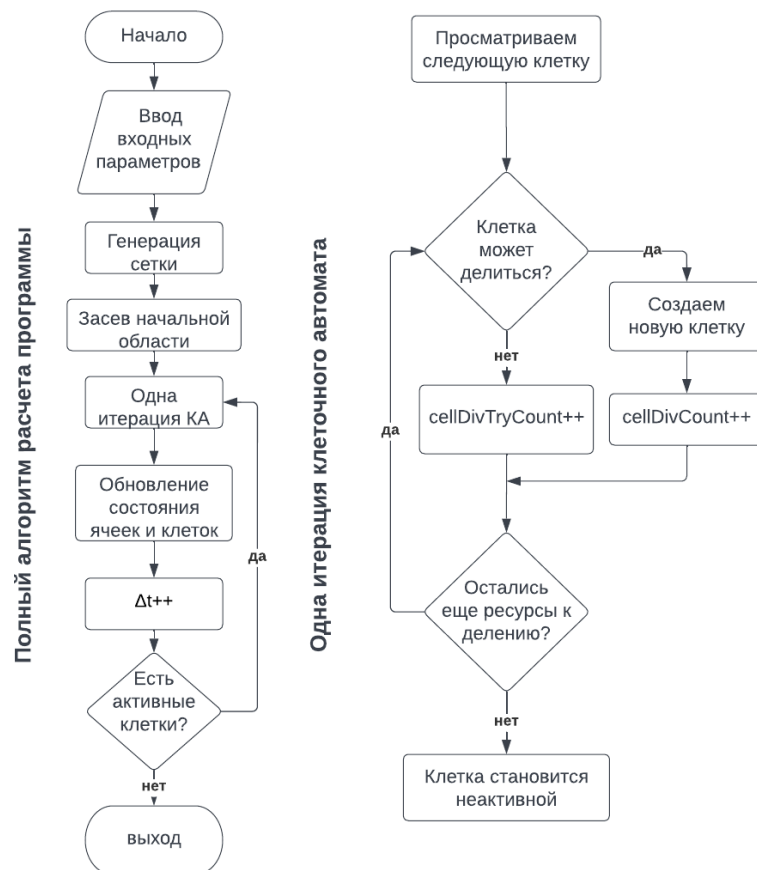 Полный алгоритм расчета программы
Начало
Ввод
входных
параметров
Генерация
сетки
Засев начальной
области
Одна
итерация КА
Обновление
состояния
ячеек и клеток
да
Δt++
Есть
активные
клетки?
нет
выход
Одна итерация клеточного автомата
Просматриваем
следующую клетку
Клетка
может
делиться?
да
Создаем
новую клетку
нет
cellDivTryCount++
cellDivCount++
да
Остались
еще ресурсы к
делению?
нет
Клетка становится
неактивной